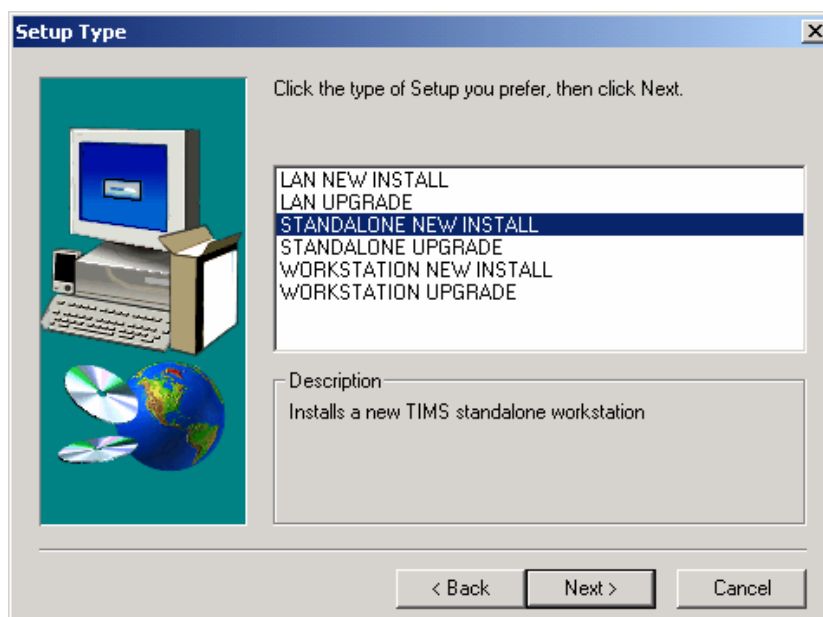 Setup Type
Click the type of Setup you prefer, then click Next.
LAN NEW INSTALL
LAN UPGRADE
STANDALONE NEW INSTALL
STANDALONE UPGRADE
WORKSTATION NEW INSTALL
WORKSTATION UPGRADE
Description
Installs a new TIMS standalone workstation
< Back Next > Cancel